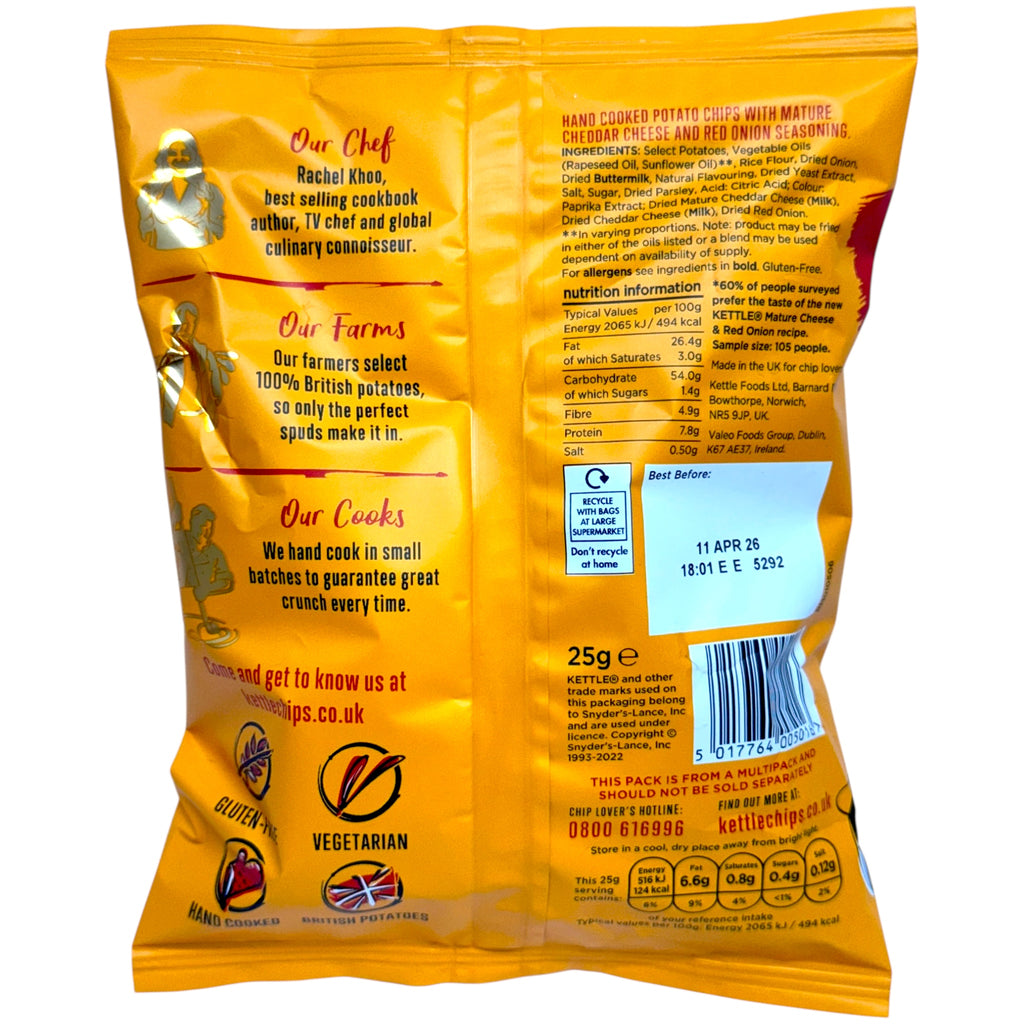 Our Chef
Rachel Khoo,
best selling cookbook
author, TV chef and global
culinary connoisseur.
Our Farms
Our farmers select
100% British potatoes,
so only the perfect
spuds make it in.
Our Cooks
We hand cook in small
batches to guarantee great
crunch every time.
Come and get to know us at
kettlechips.co.uk
GLUTEN-
VEGETARIAN
HAND COOKED
BRITISH POTATOES
HAND COOKED POTATO CHIPS WITH MATURE
CHEDDAR CHEESE AND RED ONION SEASONING.
INGREDIENTS: Select Potatoes, Vegetable Oils
(Rapeseed Oil, Sunflower Oil)**, Rice Flour, Dried Onion,
Dried Buttermilk, Natural Flavouring, Dried Yeast Extract,
Salt, Sugar, Dried Parsley, Acid: Citric Acid; Colour:
Paprika Extract; Dried Mature Cheddar Cheese (Milk),
Dried Cheddar Cheese (Milk), Dried Red Onion.
**In varying proportions. Note: product may be fried
in either of the oils listed or a blend may be used
dependent on availability of supply.
For allergens see ingredients in bold. Gluten-Free.
nutrition information
Typical Values per 100g
Energy 2065 kJ / 494 kcal
Fat 26.4g
of which Saturates 3.0g
Carbohydrate 54.0g
of which Sugars 1.4g
Fibre 4.9g
Protein 7.8g
Salt 0.50g
*60% of people surveyed
prefer the taste of the new
KETTLE® Mature Cheese
& Red Onion recipe.
Sample size: 105 people.
Made in the UK for chip lover
Kettle Foods Ltd, Barnard
Bowthorpe, Norwich,
NR5 9JP, UK.
Valeo Foods Group, Dublin,
K67 AE37, Ireland.
RECYCLE
WITH BAGS
AT LARGE
SUPERMARKET
Don't recycle
at home
Best Before:
11 APR 26
18:01 E E 5292
25g ℮
KETTLE® and other
trade marks used on
this packaging belong
to Snyder's-Lance, Inc
and are used under
licence. Copyright ©
Snyder's-Lance, Inc
1993-2022
5 017764 0050
THIS PACK IS FROM A MULTIPACK AND
SHOULD NOT BE SOLD SEPARATELY
CHIP LOVER'S HOTLINE:
0800 616996
FIND OUT MORE AT:
kettlechips.co.uk
Store in a cool, dry place away from bright light.
This 25g
serving
contains:
Energy
516 kJ
124 kcal
6%
Fat
6.6g
9%
Saturates
0.8g
4%
Sugars
0.4g
<1%
Salt
0.12g
2%
of your reference intake
Typical values per 100g: Energy 2065 kJ / 494 kcal